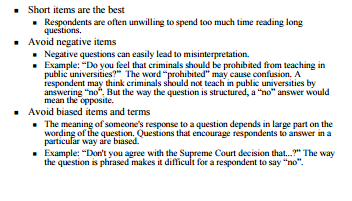 ▪ Short items are the best
▪ Respondents are often unwilling to spend too much time reading long
questions.
▪ Avoid negative items
▪ Negative questions can easily lead to misinterpretation.
▪ Example: “Do you feel that criminals should be prohibited from teaching in
public universities?” The word “prohibited” may cause confusion. A
respondent may think criminals should not teach in public universities by
answering “no”. But the way the question is structured, a “no” answer would
mean the opposite.
▪ Avoid biased items and terms
▪ The meaning of someone's response to a question depends in large part on the
wording of the question. Questions that encourage respondents to answer in a
particular way are biased.
▪ Example: “Don't you agree with the Supreme Court decision that...?” The way
the question is phrased makes it difficult for a respondent to say “no”.